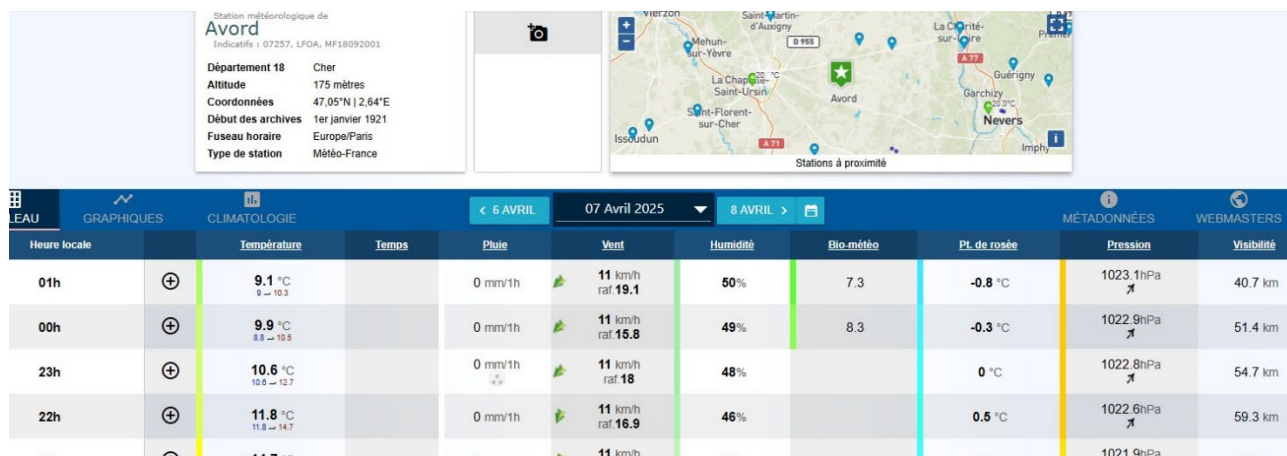 Station météorologique de
Avord
Indicatifs : 07257, LFOA, MF18092001
Département 18 Cher
Altitude 175 mètres
Coordonnées 47,05°N | 2,64°E
Début des archives 1er janvier 1921
Fuseau horaire Europe/Paris
Type de station Météo-France
+
−
Vierzon
Saint-Martin-
d'Auxigny
Mehun-
sur-Yèvre
D 955
La Charité-
sur-Loire
A 77
Guérigny
La Chapelle-
Saint-Ursin
Avord
Garchizy
20.0°C
Nevers
Saint-Florent-
sur-Cher
Issoudun
A 71
Imphy
i
Stations à proximité
LEAU GRAPHIQUES CLIMATOLOGIE < 6 AVRIL 07 Avril 2025 8 AVRIL > MÉTADONNÉES WEBMASTERS
Heure locale Température Temps Pluie Vent Humidité Bio-météo Pt. de rosée Pression Visibilité
01h 9.1 °C 0 mm/1h 11 km/h 50% 7.3 -0.8 °C 1023.1hPa 40.7 km
9 → 10.3 raf.19.1
00h 9.9 °C 0 mm/1h 11 km/h 49% 8.3 -0.3 °C 1022.9hPa 51.4 km
8.8 → 10.5 raf.15.8
23h 10.6 °C 0 mm/1h 11 km/h 48% 0 °C 1022.8hPa 54.7 km
10.6 → 12.7 raf.18
22h 11.8 °C 0 mm/1h 11 km/h 46% 0.5 °C 1022.6hPa 59.3 km
11.8 → 14.7 raf.16.9
11 km/h 1021.9hPa